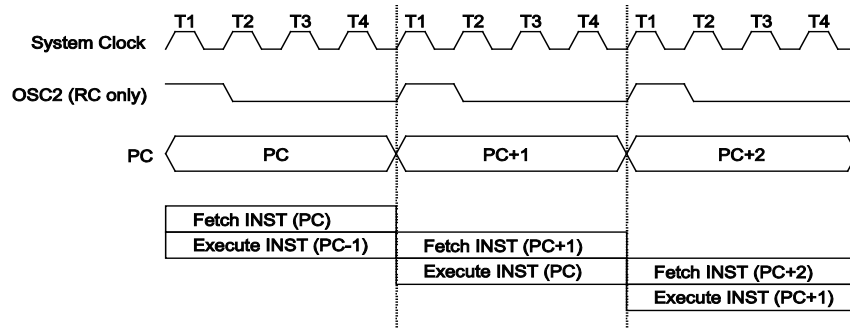 T1 T2 T3 T4 T1 T2 T3 T4 T1 T2 T3 T4
System Clock
OSC2 (RC only)
PC PC PC+1 PC+2
Fetch INST (PC)
Execute INST (PC-1) Fetch INST (PC+1)
Execute INST (PC) Fetch INST (PC+2)
Execute INST (PC+1)